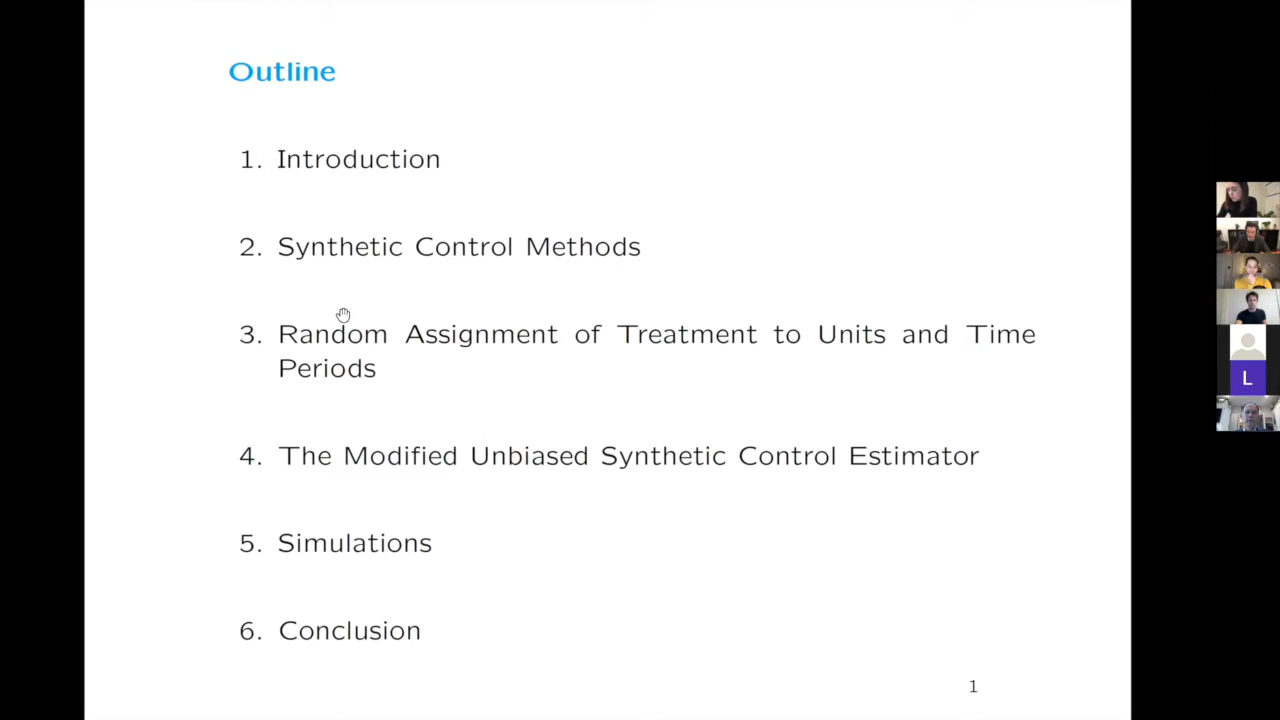 Outline
1. Introduction
2. Synthetic Control Methods
3. Random Assignment of Treatment to Units and Time
Periods
4. The Modified Unbiased Synthetic Control Estimator
5. Simulations
6. Conclusion
1
L